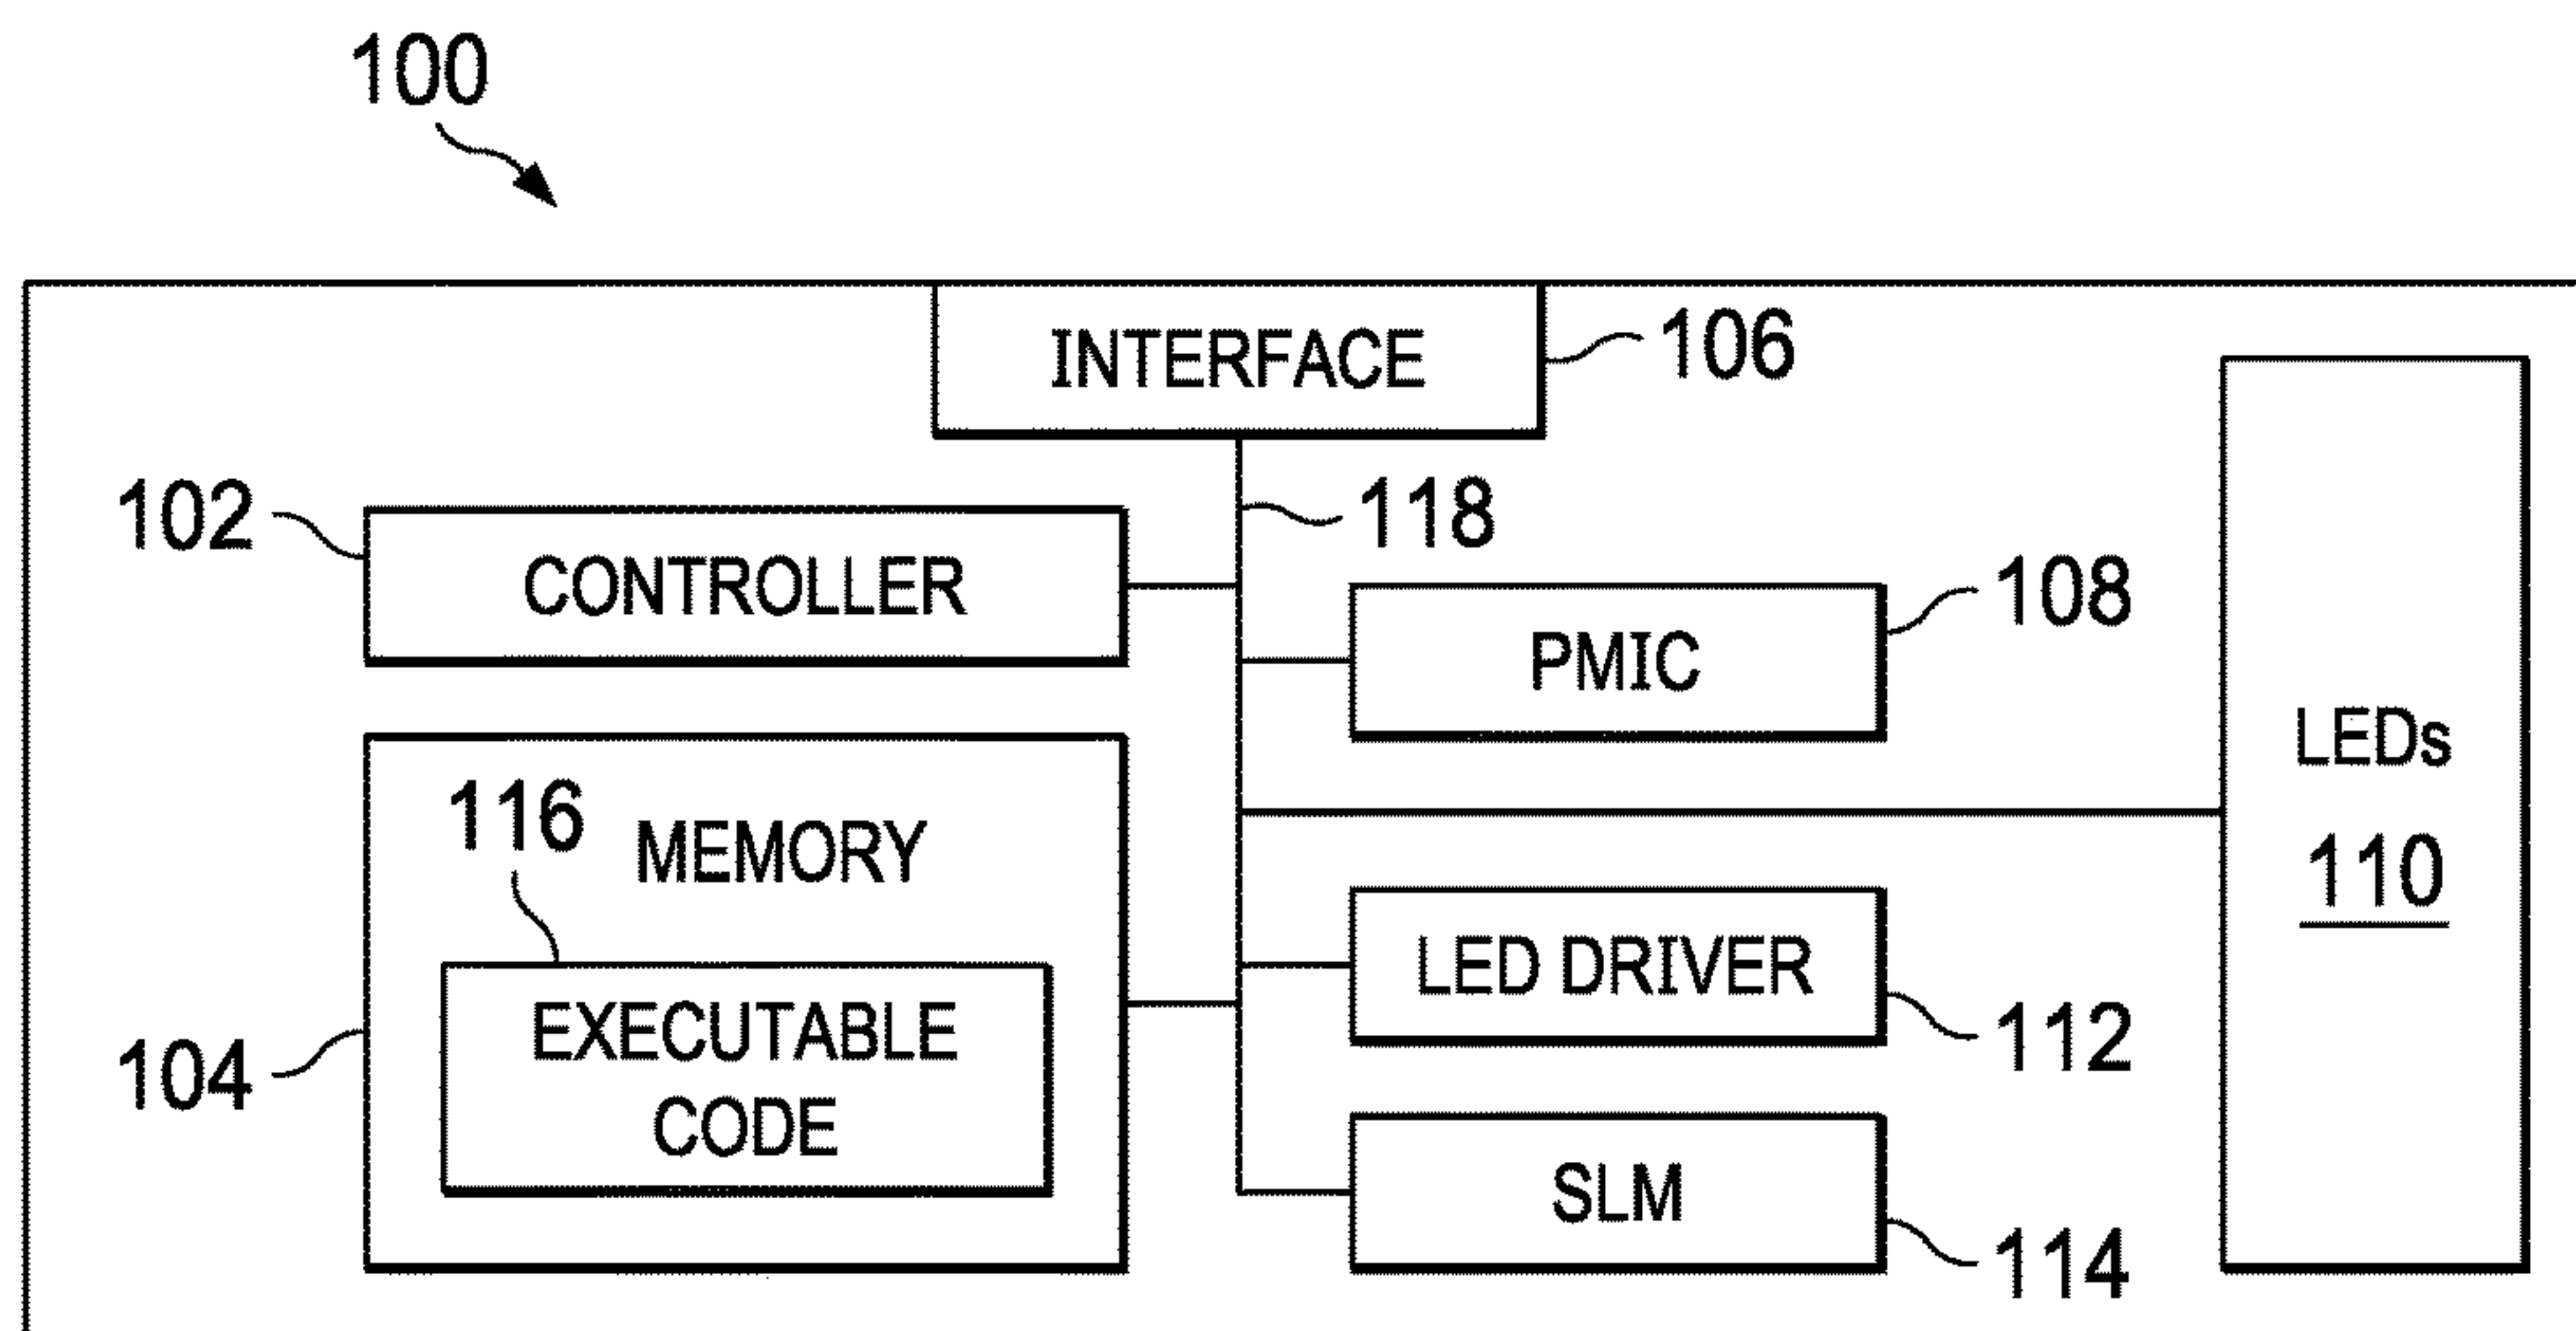 100
INTERFACE
106
102
CONTROLLER
118
PMIC
108
LEDs
110
116
MEMORY
EXECUTABLE
CODE
104
LED DRIVER
112
SLM
114